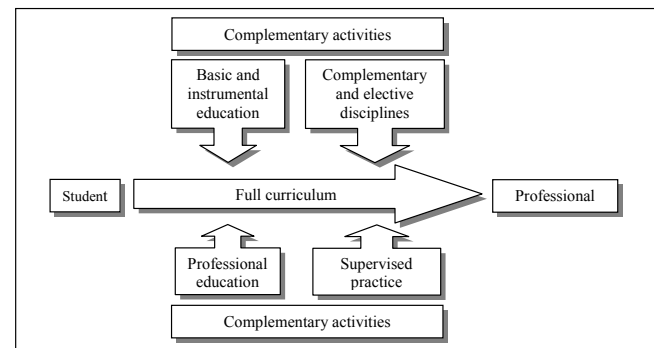 Complementary activities
Basic and
instrumental
education
Complementary
and elective
disciplines
Student
Full curriculum
Professional
Professional
education
Supervised
practice
Complementary activities